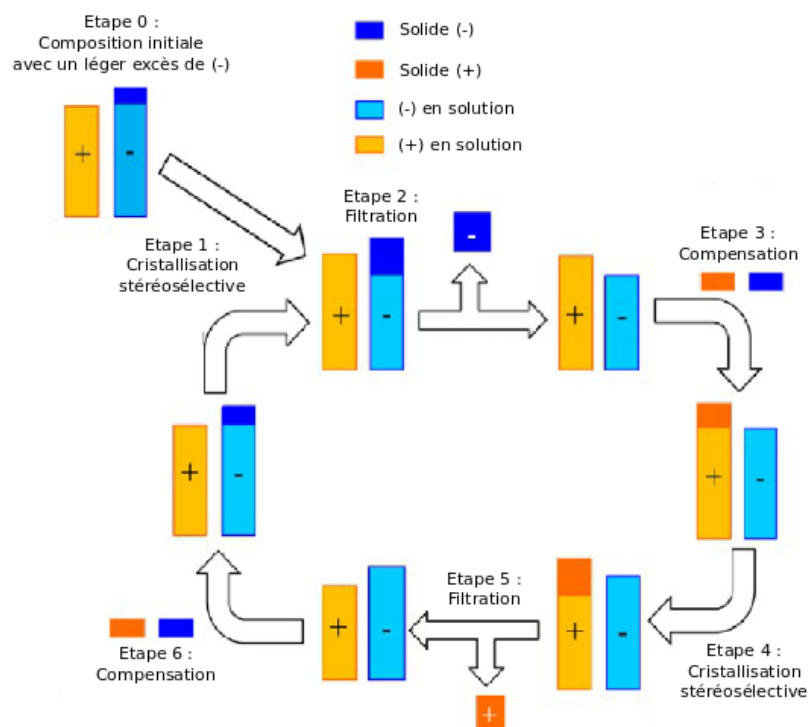 Etape 0 :
Composition initiale
avec un léger excès de (-)
Solide (-)
Solide (+)
(-) en solution
(+) en solution
+
-
Etape 1 :
Cristallisation
stéréosélective
Etape 2 :
Filtration
-
+
-
+
-
Etape 3 :
Compensation
+
-
+
-
Etape 4 :
Cristallisation
stéréosélective
+
-
Etape 5 :
Filtration
+
+
-
Etape 6 :
Compensation